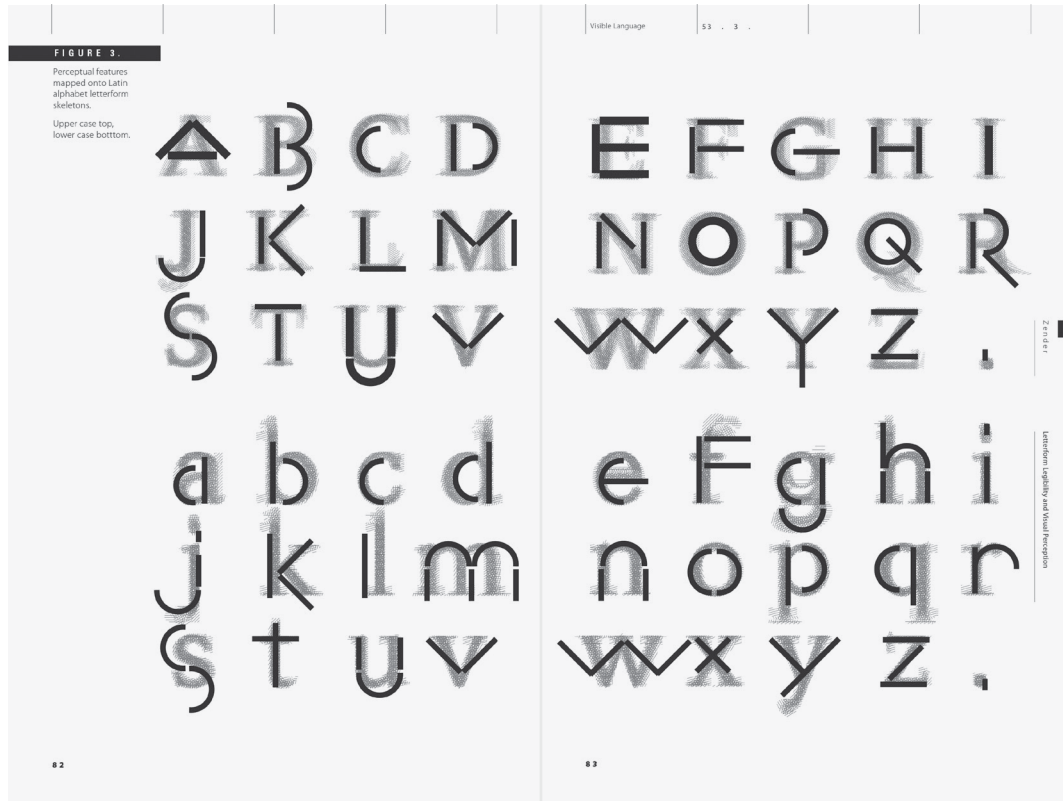 FIGURE 3.
Perceptual features
mapped onto Latin
alphabet letterform
skeletons.
Upper case top,
lower case botttom.
A B C D
J K L M
S T U V
a b c d
j k l m
s t u v
82
Visible Language
53 . 3 .
E F G H I
N O P Q R
W X Y Z .
e f g h i
n o p q r
w x y z .
83
Zender
Letterform Legibility and Visual Perception